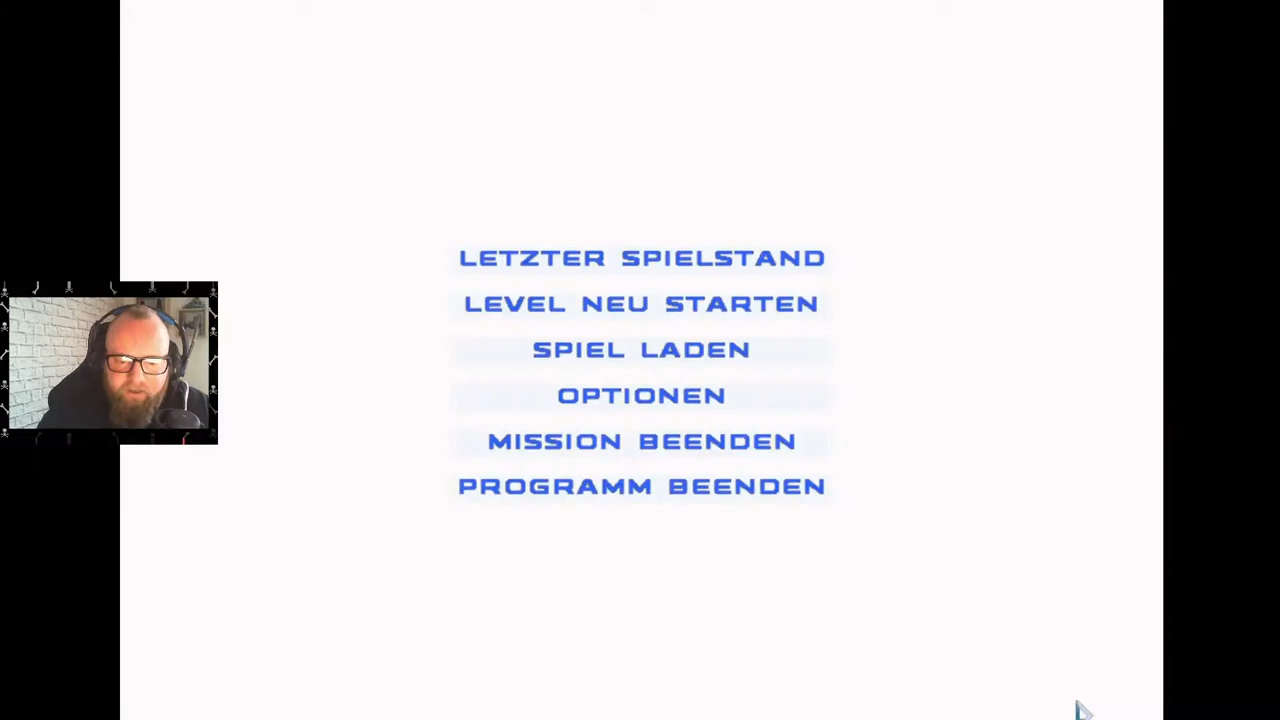 LETZTER SPIELSTAND
LEVEL NEU STARTEN
SPIEL LADEN
OPTIONEN
MISSION BEENDEN
PROGRAMM BEENDEN